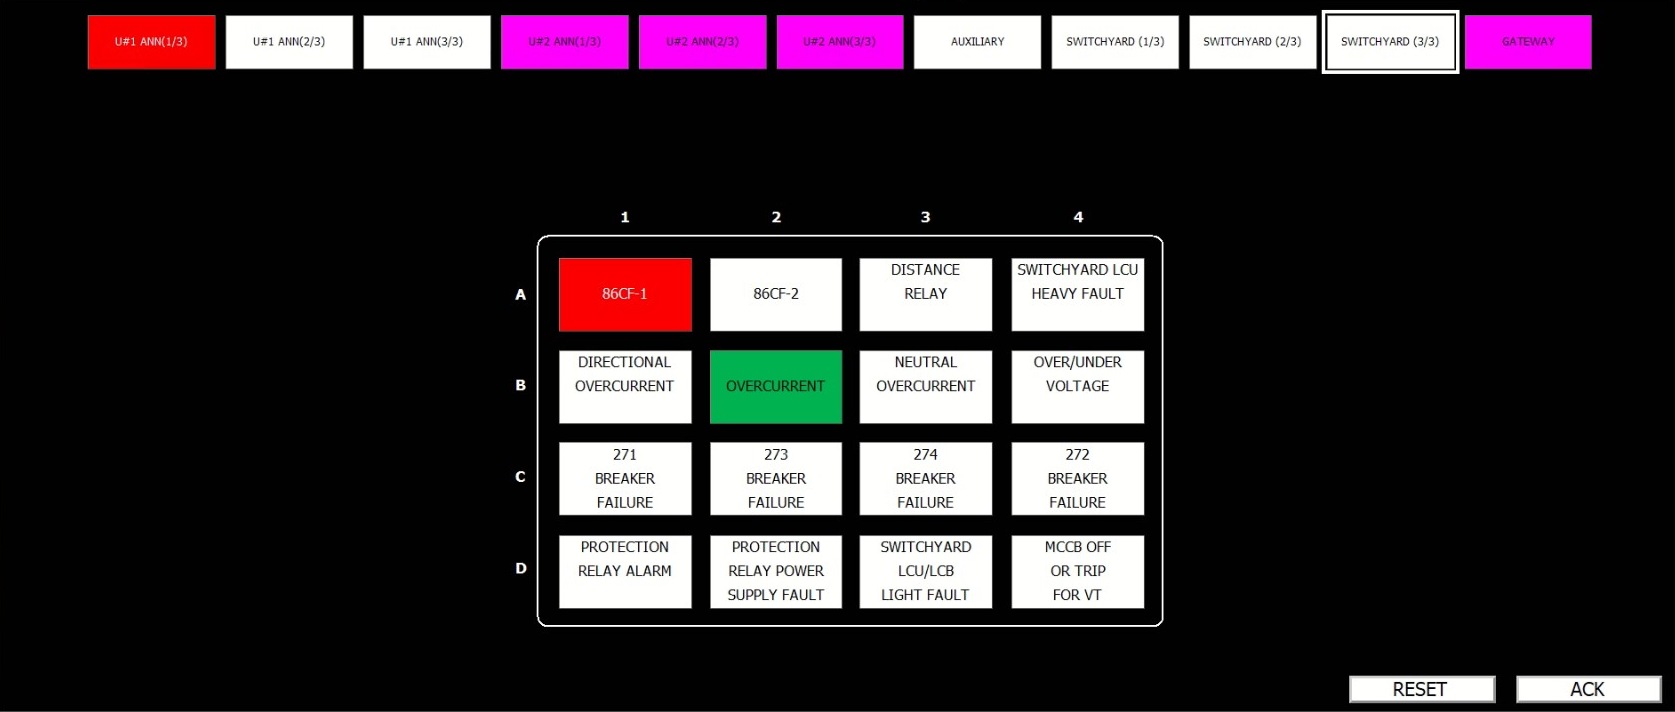 U#1 ANN(1/3) U#1 ANN(2/3) U#1 ANN(3/3) U#2 ANN(1/3) U#2 ANN(2/3) U#2 ANN(3/3) AUXILIARY SWITCHYARD (1/3) SWITCHYARD (2/3) SWITCHYARD (3/3) GATEWAY
1 2 3 4
A
86CF-1
86CF-2
DISTANCE
RELAY
SWITCHYARD LCU
HEAVY FAULT
B
DIRECTIONAL
OVERCURRENT
OVERCURRENT
NEUTRAL
OVERCURRENT
OVER/UNDER
VOLTAGE
C
271
BREAKER
FAILURE
273
BREAKER
FAILURE
274
BREAKER
FAILURE
272
BREAKER
FAILURE
D
PROTECTION
RELAY ALARM
PROTECTION
RELAY POWER
SUPPLY FAULT
SWITCHYARD
LCU/LCB
LIGHT FAULT
MCCB OFF
OR TRIP
FOR VT
RESET ACK